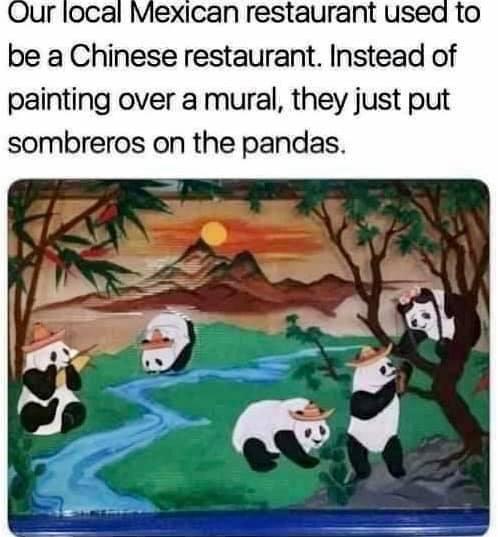 Our local Mexican restaurant used to
be a Chinese restaurant. Instead of
painting over a mural, they just put
sombreros on the pandas.